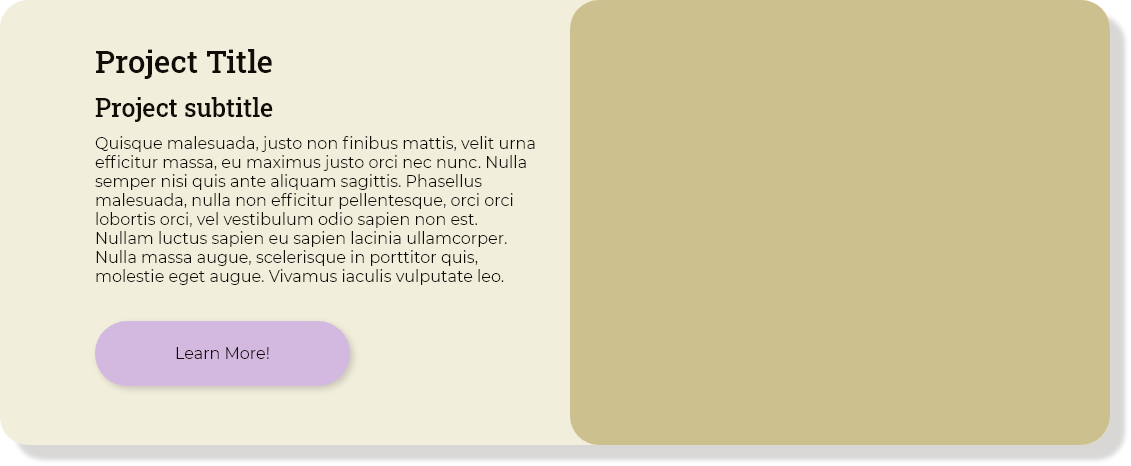 Project Title
Project subtitle
Quisque malesuada, justo non finibus mattis, velit urna
efficitur massa, eu maximus justo orci nec nunc. Nulla
semper nisi quis ante aliquam sagittis. Phasellus
malesuada, nulla non efficitur pellentesque, orci orci
lobortis orci, vel vestibulum odio sapien non est.
Nullam luctus sapien eu sapien lacinia ullamcorper.
Nulla massa augue, scelerisque in porttitor quis,
molestie eget augue. Vivamus iaculis vulputate leo.
Learn More!